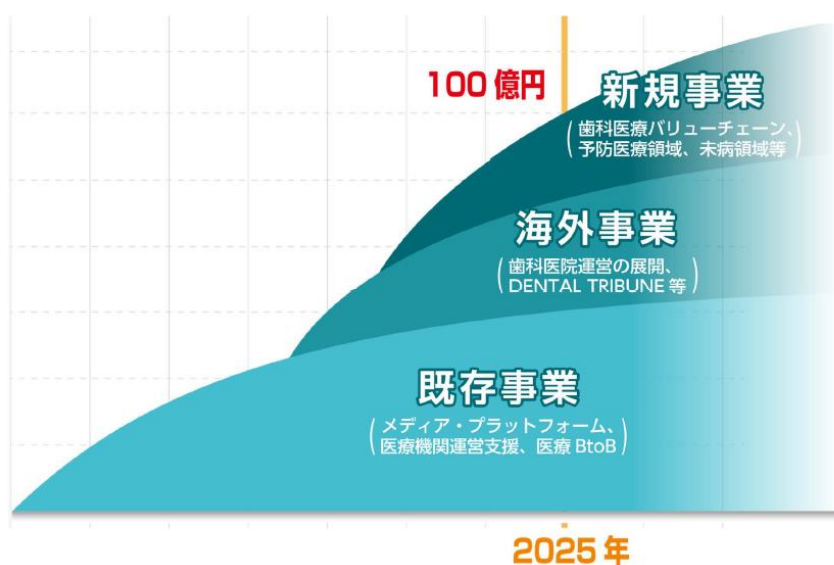 100億円
新規事業
(歯科医療バリューチェーン、
予防医療領域、未病領域等)
海外事業
(歯科医院運営の展開、
DENTAL TRIBUNE 等)
既存事業
(メディア・プラットフォーム、
医療機関運営支援、医療 BtoB)
2025 年